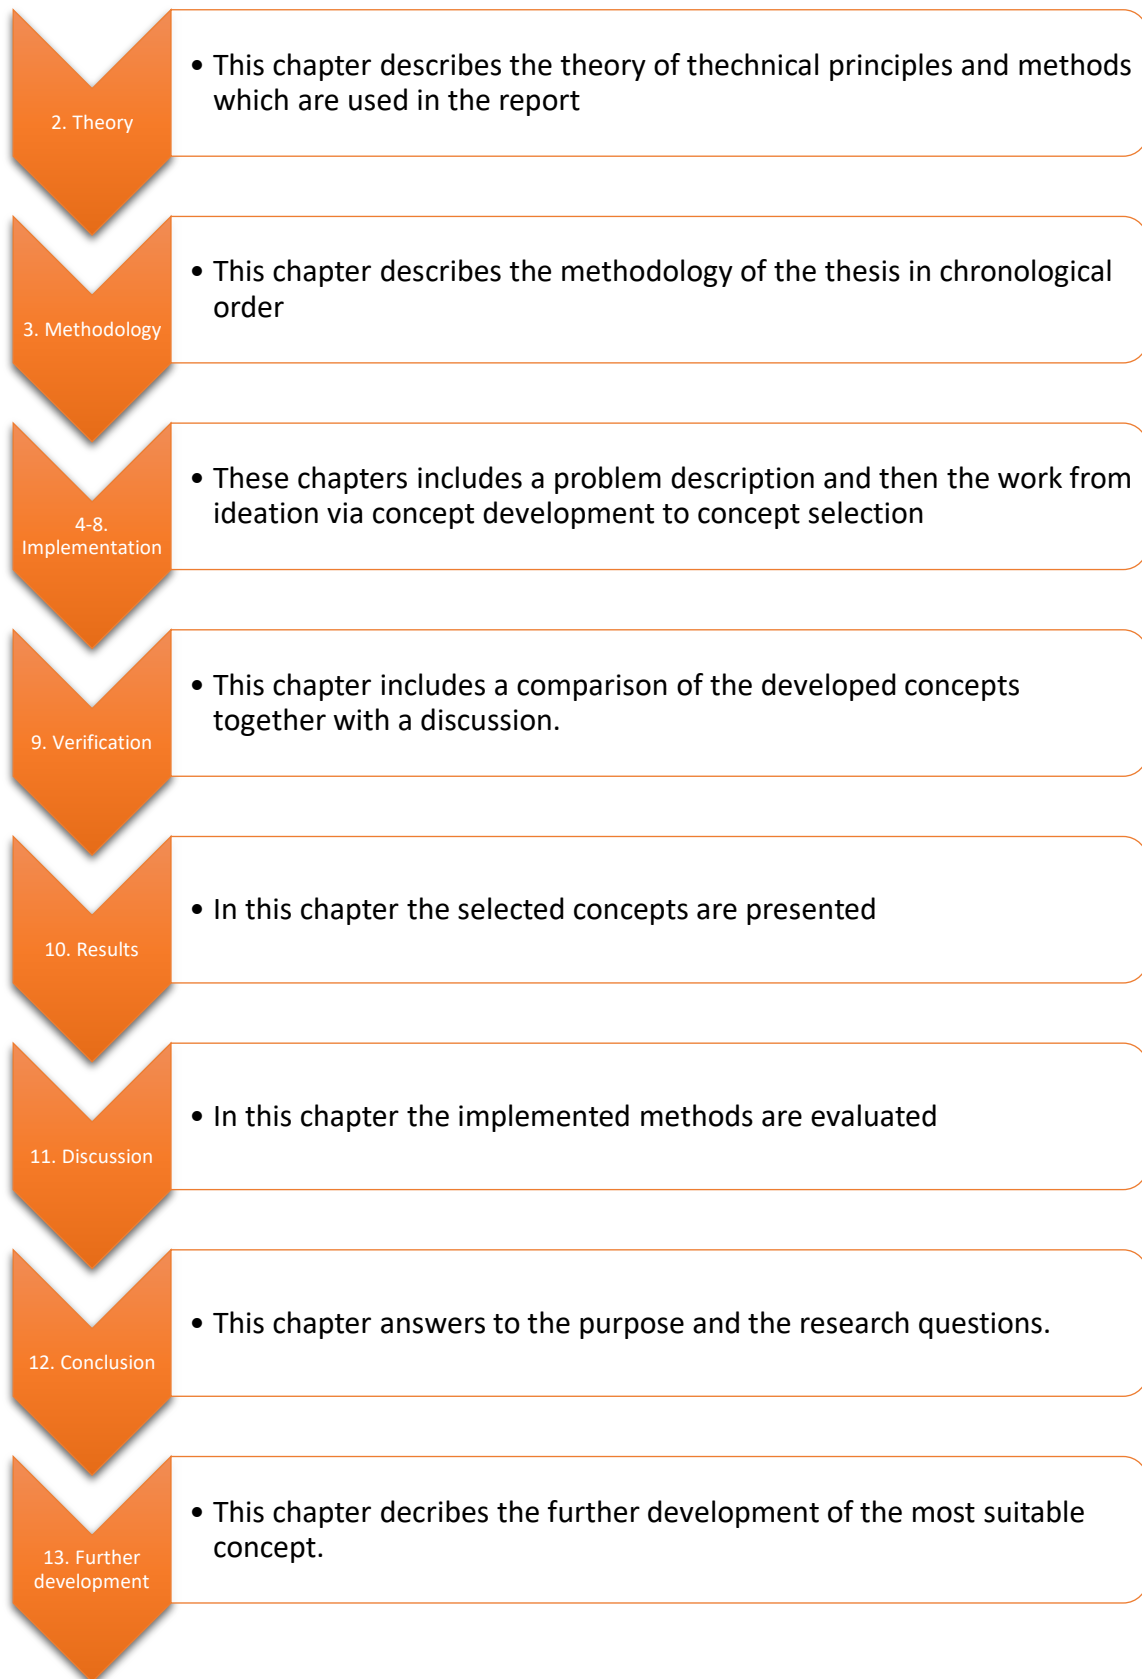 2. Theory
• This chapter describes the theory of thechnical principles and methods
which are used in the report
3. Methodology
• This chapter describes the methodology of the thesis in chronological
order
4-8.
Implementation
• These chapters includes a problem description and then the work from
ideation via concept development to concept selection
9. Verification
• This chapter includes a comparison of the developed concepts
together with a discussion.
10. Results
• In this chapter the selected concepts are presented
11. Discussion
• In this chapter the implemented methods are evaluated
12. Conclusion
• This chapter answers to the purpose and the research questions.
13. Further
development
• This chapter decribes the further development of the most suitable
concept.